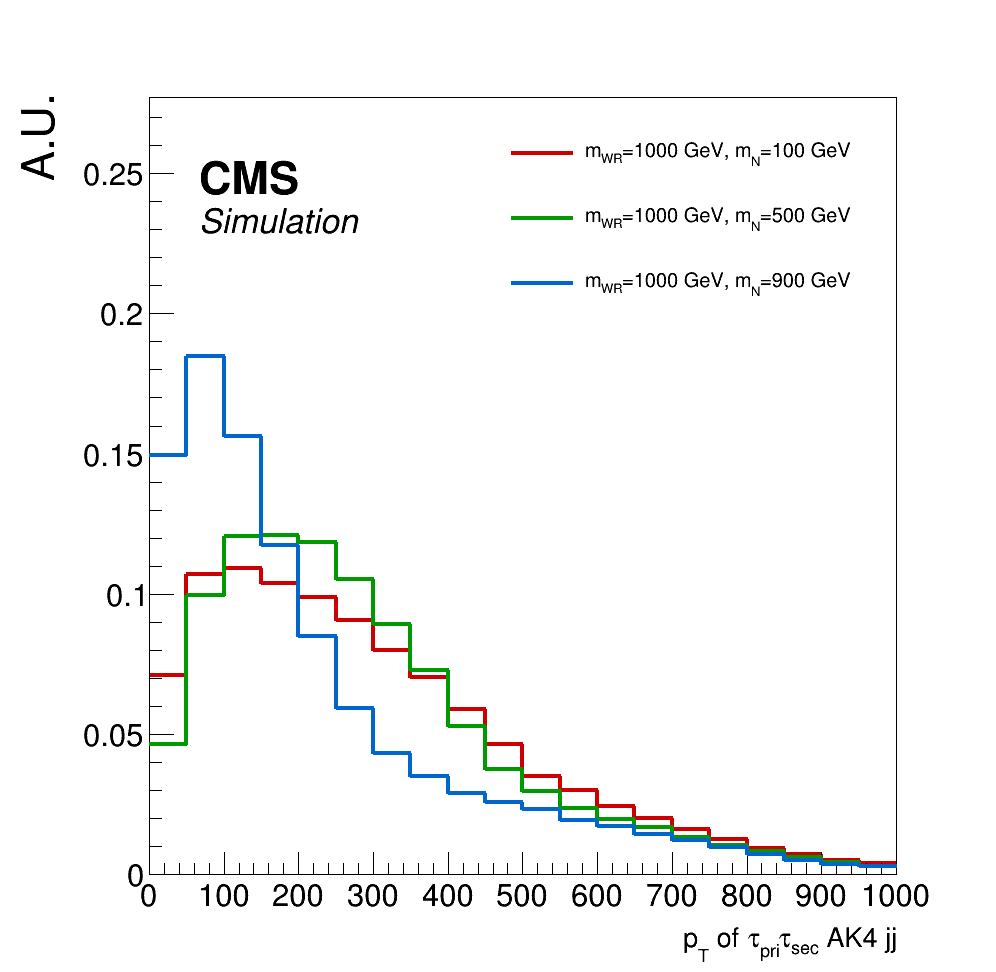 A.U.
CMS
Simulation
m_WR=1000 GeV, m_N=100 GeV
m_WR=1000 GeV, m_N=500 GeV
m_WR=1000 GeV, m_N=900 GeV
0.25
0.2
0.15
0.1
0.05
0
0 100 200 300 400 500 600 700 800 900 1000
p_T of τ_pri τ_sec AK4 jj